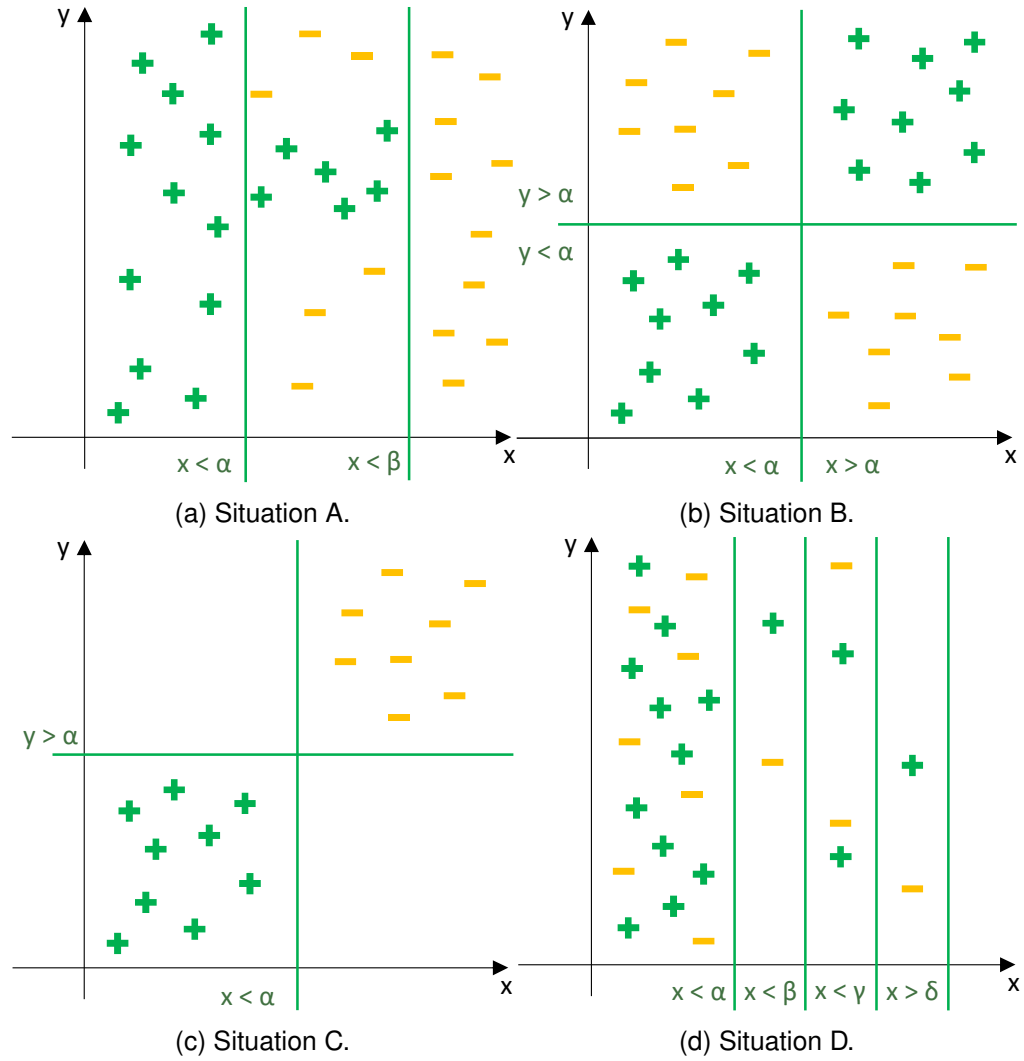 y
x < α
x < β
x
(a) Situation A.
y
y > α
y < α
x < α
x > α
x
(b) Situation B.
y
y > α
x < α
x
(c) Situation C.
y
x < α
x < β
x < γ
x > δ
x
(d) Situation D.